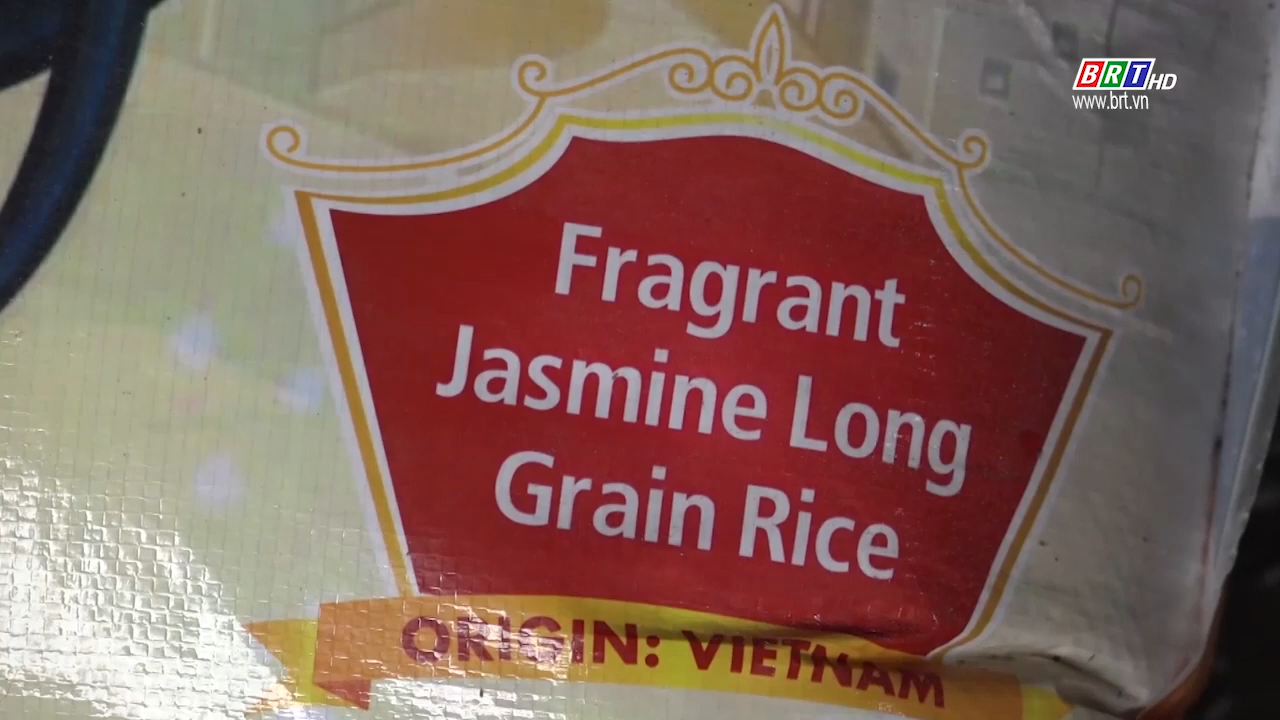 BRT HD
www.brt.vn
Fragrant
Jasmine Long
Grain Rice
ORIGIN: VIETNAM